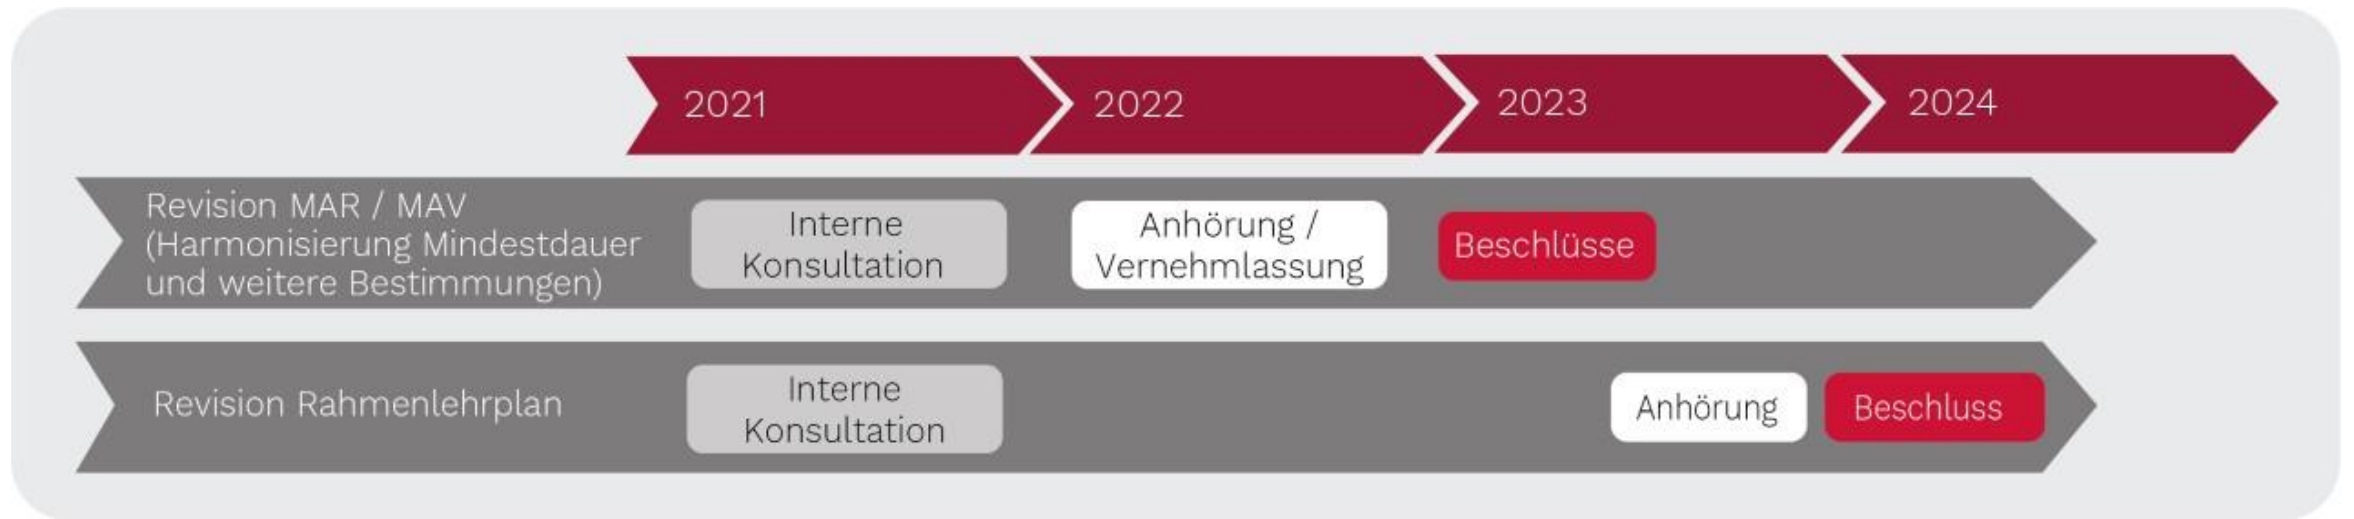 2021
2022
2023
2024
Revision MAR / MAV
(Harmonisierung Mindestdauer
und weitere Bestimmungen)
Interne
Konsultation
Anhörung /
Vernehmlassung
Beschlüsse
Revision Rahmenlehrplan
Interne
Konsultation
Anhörung
Beschluss